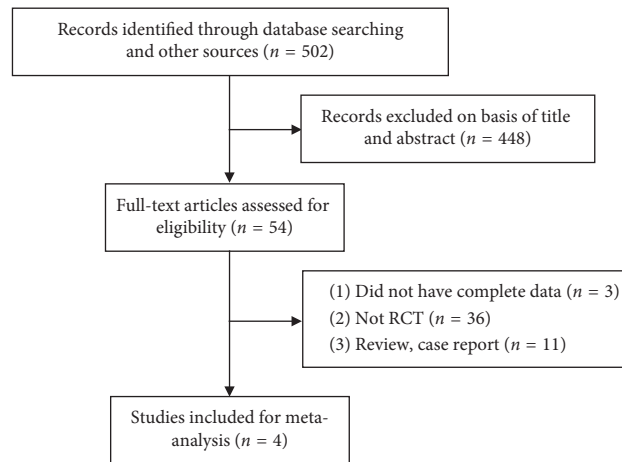 Records identified through database searching
and other sources (n = 502)
Records excluded on basis of title
and abstract (n = 448)
Full-text articles assessed for
eligibility (n = 54)
(1) Did not have complete data (n = 3)
(2) Not RCT (n = 36)
(3) Review, case report (n = 11)
Studies included for meta-
analysis (n = 4)